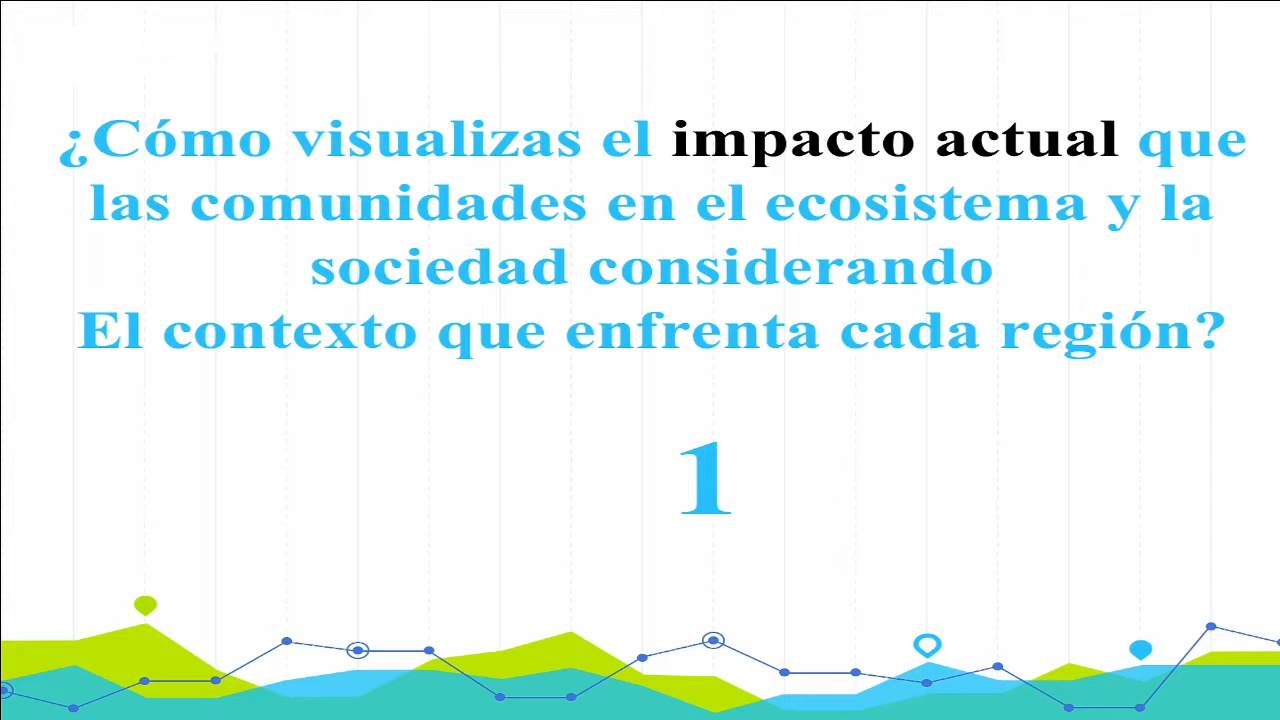 ¿Cómo visualizas el impacto actual que
las comunidades en el ecosistema y la
sociedad considerando
El contexto que enfrenta cada región?
1